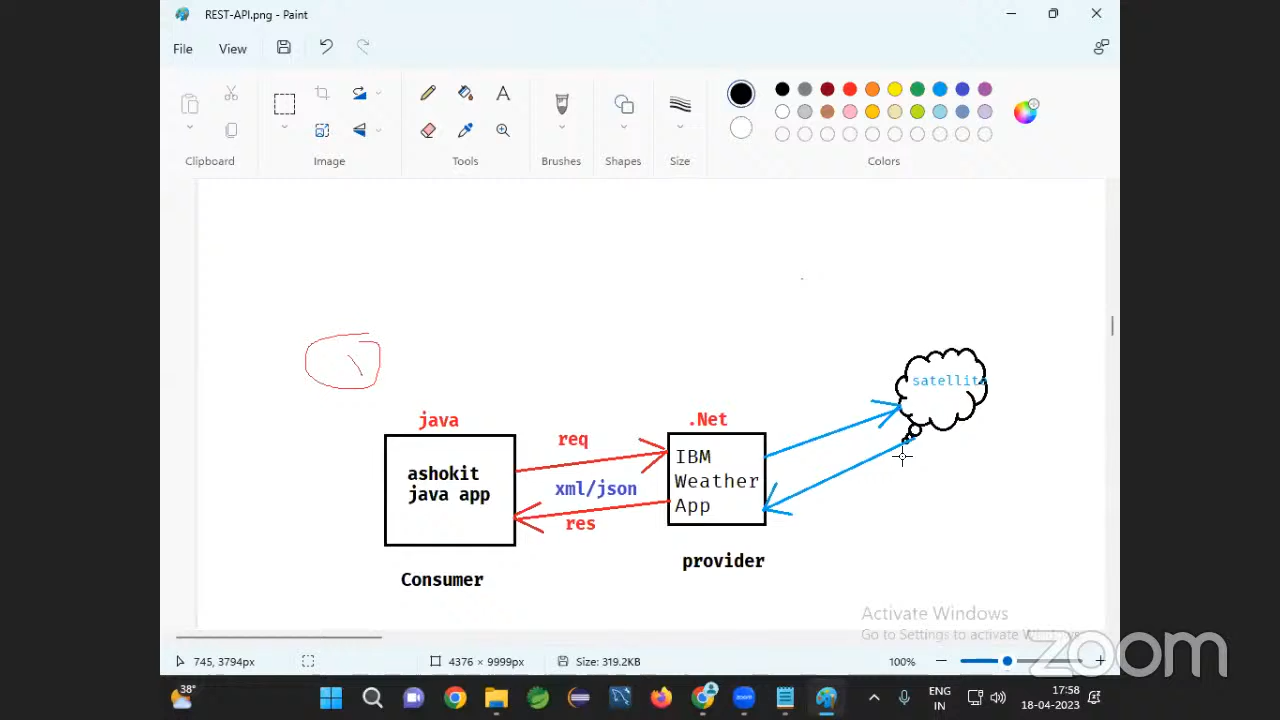 REST-API.png - Paint
File View
Clipboard
Image
Tools
Brushes
Shapes
Size
Colors
satellite
java
.Net
req
IBM
Weather
App
ashokit
java app
xml/json
res
provider
Consumer
Activate Windows
Go to Settings to activate Windows.
zoom
745, 3794px
4376 × 9999px
Size: 319.2KB
100%
38°
zoom
ENG
IN
17:58
18-04-2023